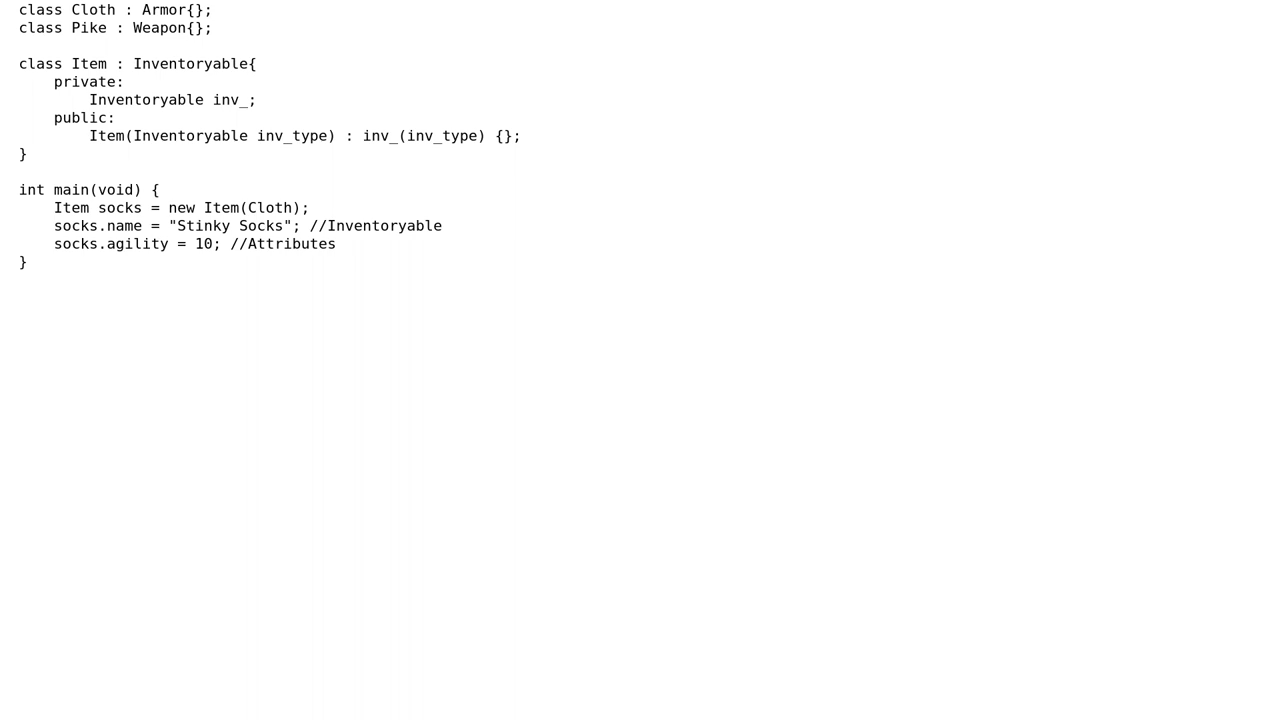 class Cloth : Armor{};
class Pike : Weapon{};

class Item : Inventoryable{
    private:
        Inventoryable inv_;
    public:
        Item(Inventoryable inv_type) : inv_(inv_type) {};
}

int main(void) {
    Item socks = new Item(Cloth);
    socks.name = "Stinky Socks"; //Inventoryable
    socks.agility = 10; //Attributes
}